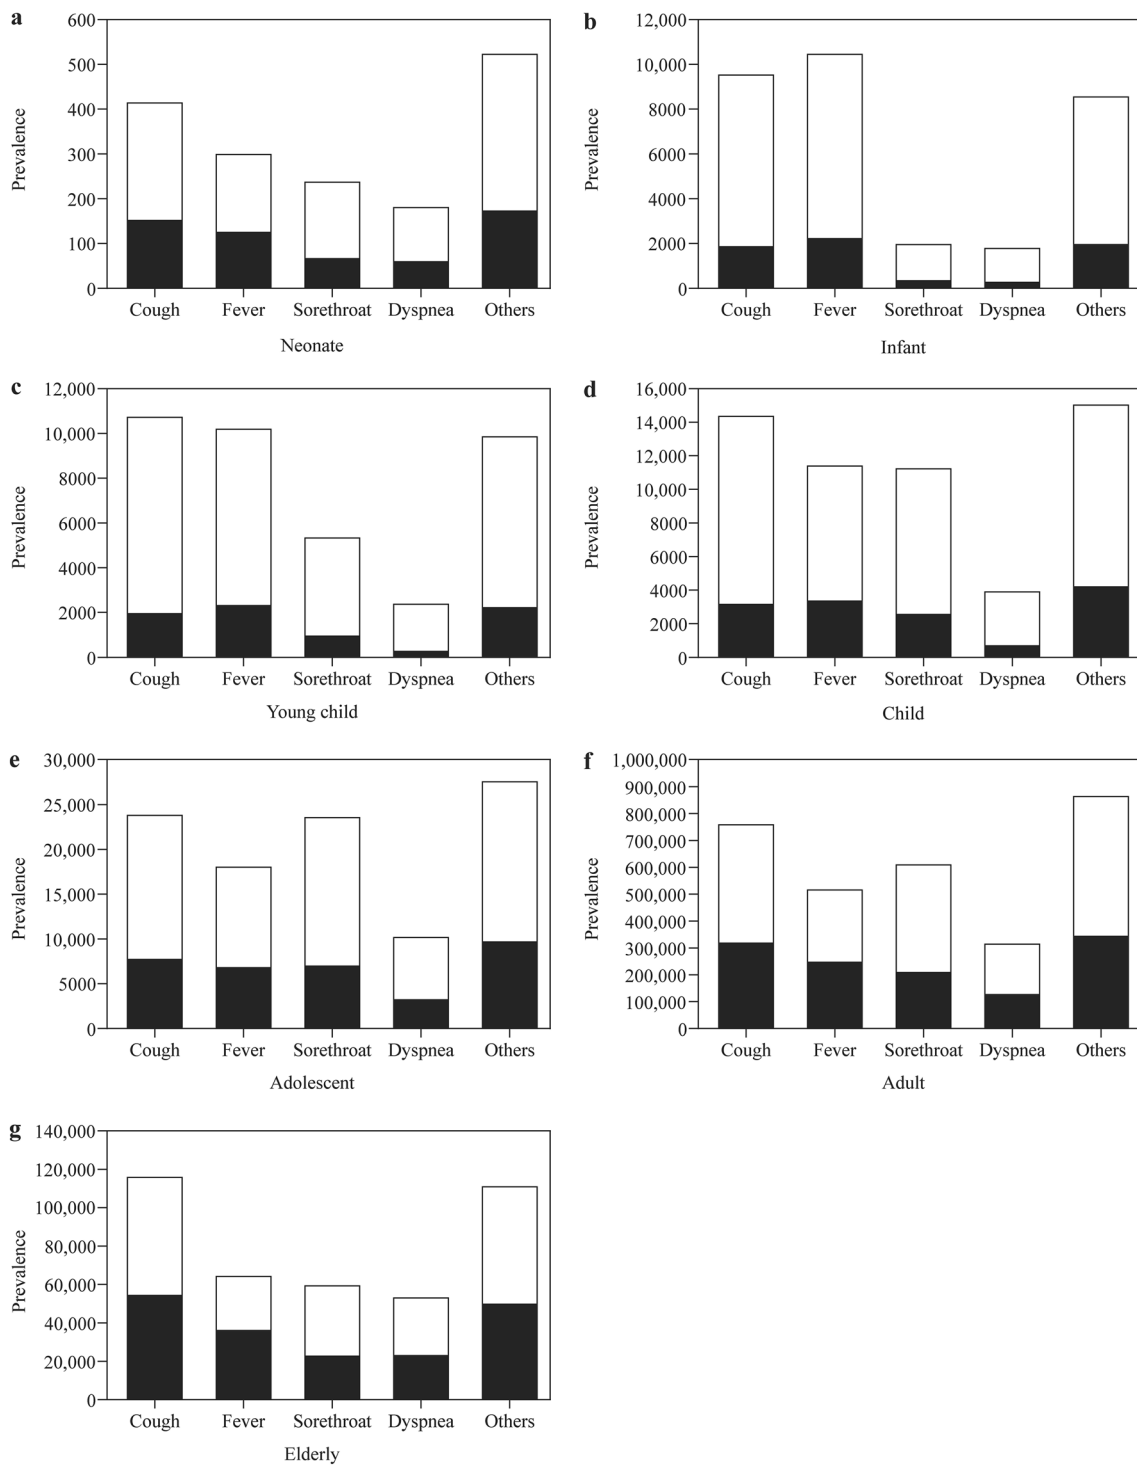 a
600
500
400
300
200
100
0
Prevalence
Cough Fever Sorethroat Dyspnea Others
Neonate
b
12,000
10,000
8000
6000
4000
2000
0
Prevalence
Cough Fever Sorethroat Dyspnea Others
Infant
c
12,000
10,000
8000
6000
4000
2000
0
Prevalence
Cough Fever Sorethroat Dyspnea Others
Young child
d
16,000
14,000
12,000
10,000
8000
6000
4000
2000
0
Prevalence
Cough Fever Sorethroat Dyspnea Others
Child
e
30,000
25,000
20,000
15,000
10,000
5000
0
Prevalence
Cough Fever Sorethroat Dyspnea Others
Adolescent
f
1,000,000
900,000
800,000
700,000
600,000
500,000
400,000
300,000
200,000
100,000
0
Prevalence
Cough Fever Sorethroat Dyspnea Others
Adult
g
140,000
120,000
100,000
80,000
60,000
40,000
20,000
0
Prevalence
Cough Fever Sorethroat Dyspnea Others
Elderly